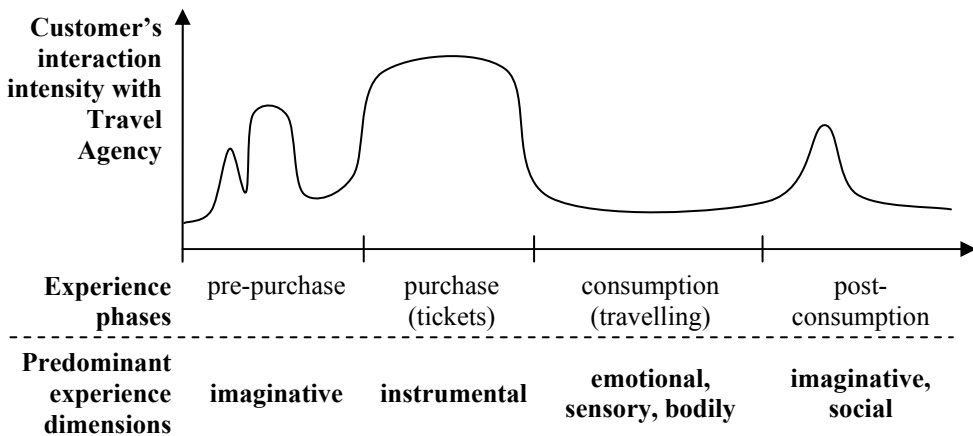 Customer’s
interaction
intensity with
Travel
Agency
Experience
phases
pre-purchase
purchase
(tickets)
consumption
(travelling)
post-
consumption
Predominant
experience
dimensions
imaginative
instrumental
emotional,
sensory, bodily
imaginative,
social